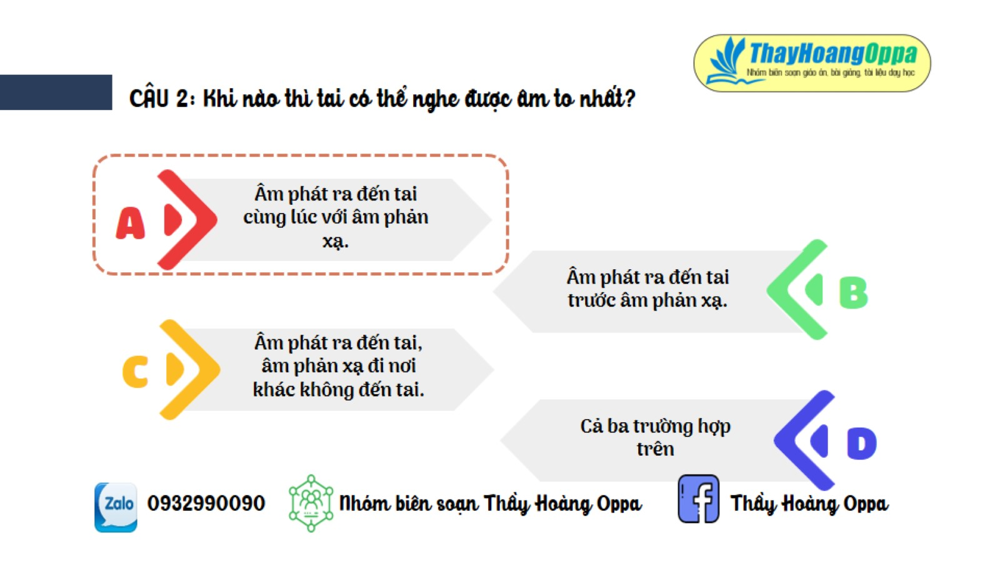 ThayHoangOppa
Nhóm biên soạn giáo án, bài giảng, tài liệu dạy học
CÂU 2: Khi nào thì tai có thể nghe được âm to nhất?
A
Âm phát ra đến tai
cùng lúc với âm phản
xạ.
Âm phát ra đến tai
trước âm phản xạ.
B
C
Âm phát ra đến tai,
âm phản xạ đi nơi
khác không đến tai.
Cả ba trường hợp
trên
D
Zalo
0932990090
Nhóm biên soạn Thầy Hoàng Oppa
f
Thầy Hoàng Oppa